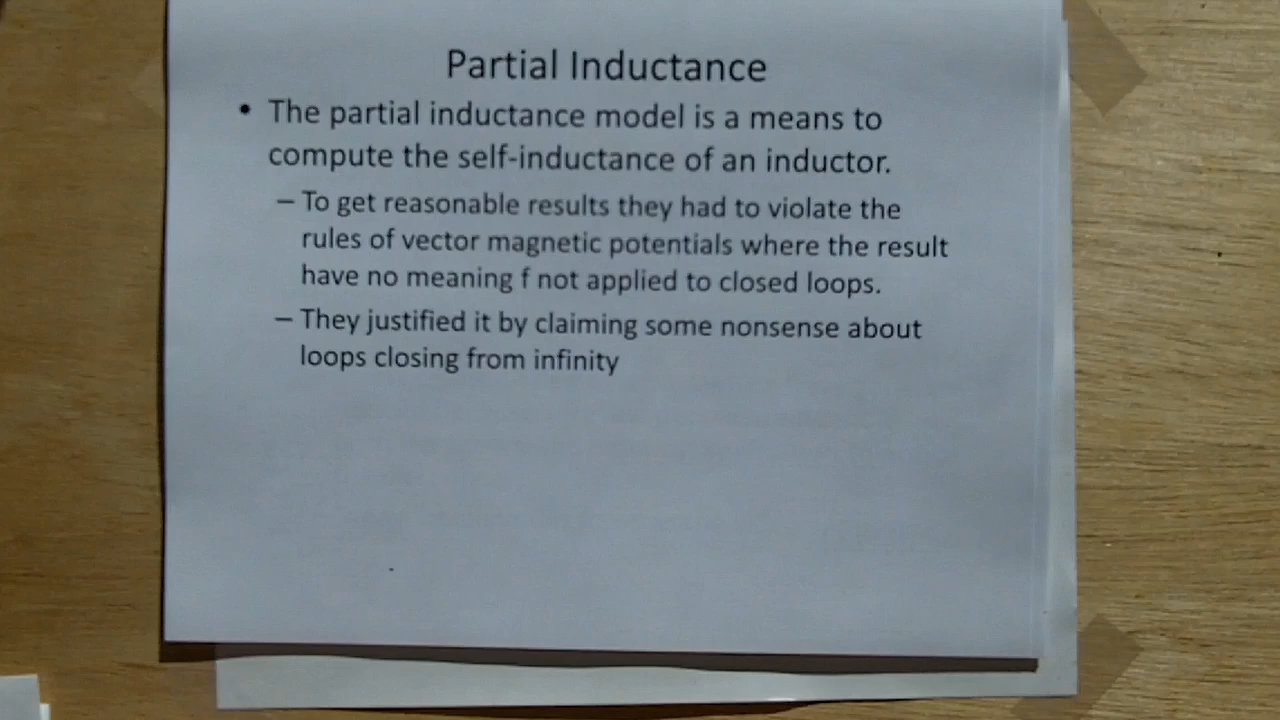 Partial Inductance
• The partial inductance model is a means to
compute the self-inductance of an inductor.
– To get reasonable results they had to violate the
rules of vector magnetic potentials where the result
have no meaning f not applied to closed loops.
– They justified it by claiming some nonsense about
loops closing from infinity